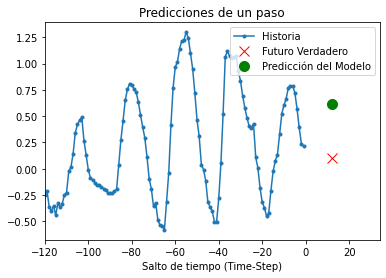 Predicciones de un paso
Historia
Futuro Verdadero
Predicción del Modelo
1.25
1.00
0.75
0.50
0.25
0.00
−0.25
−0.50
−120 −100 −80 −60 −40 −20 0 20
Salto de tiempo (Time-Step)